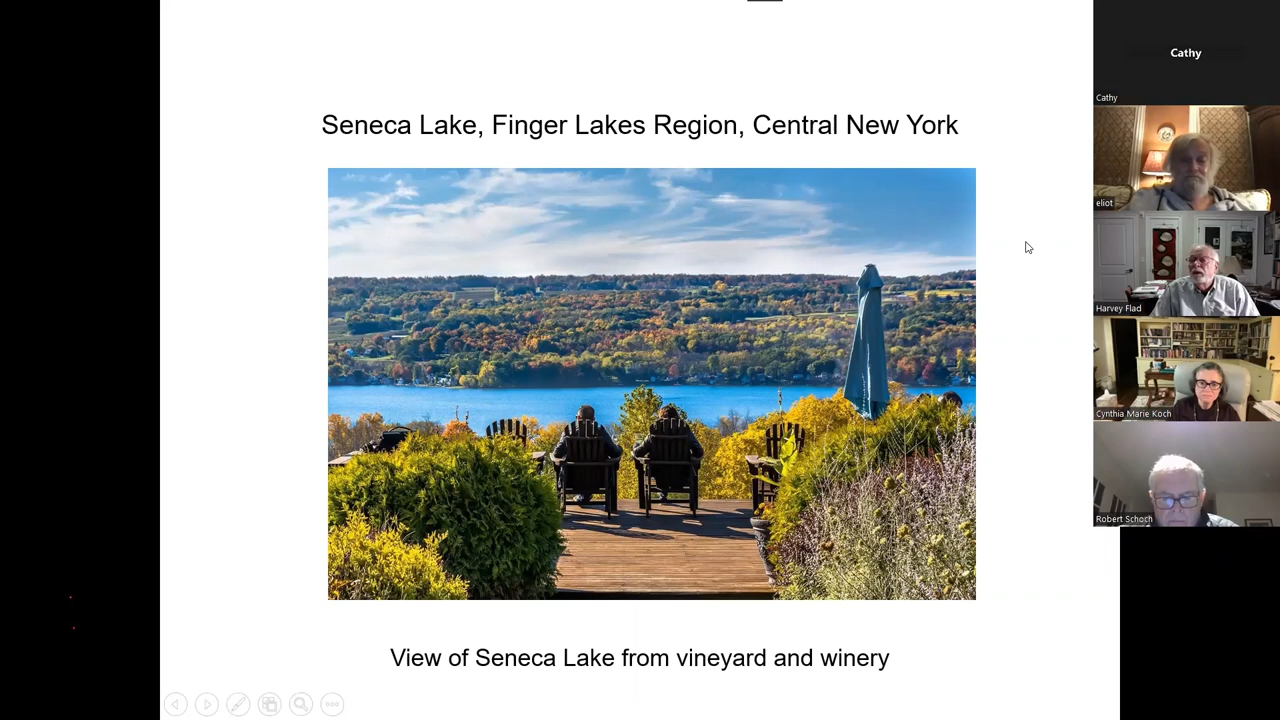 Seneca Lake, Finger Lakes Region, Central New York
View of Seneca Lake from vineyard and winery
Cathy
Cathy
eliot
Harvey Flad
Cynthia Marie Koch
Robert Schoch